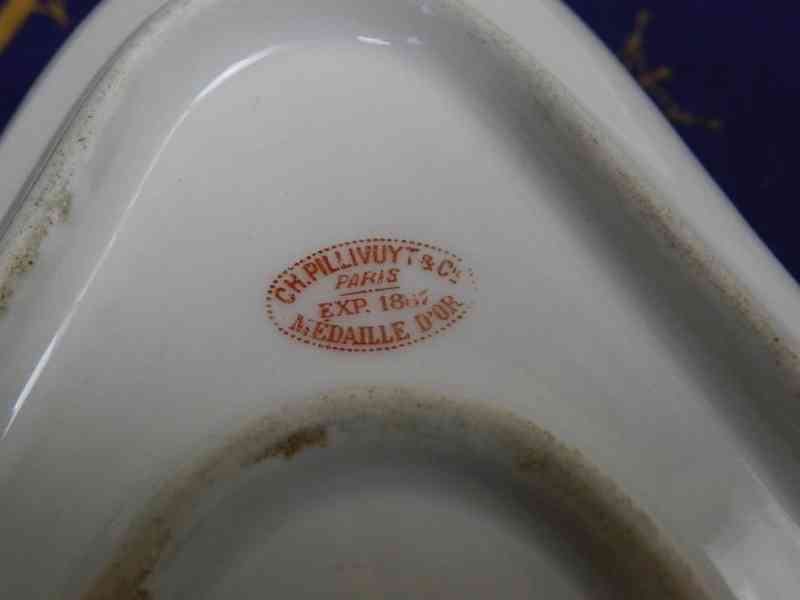 CH. PILLIVUYT & Cie
PARIS
EXP. 1867
MÉDAILLE D'OR